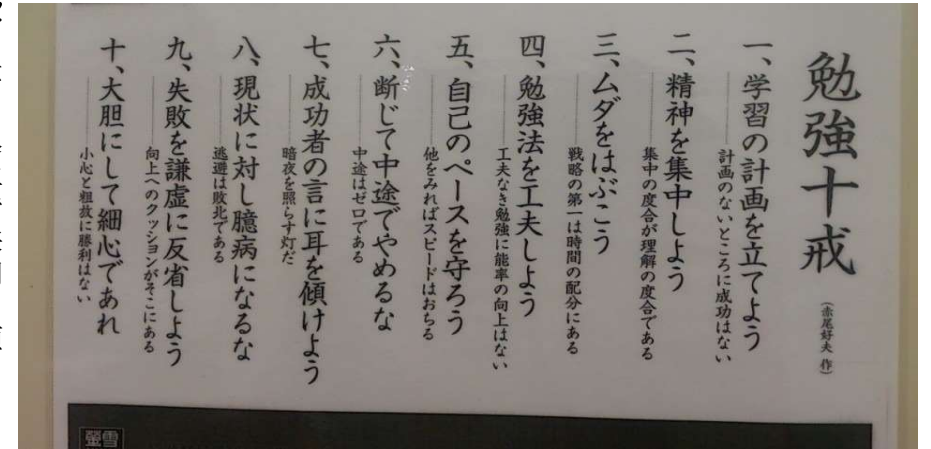 勉強十戒
（赤尾好夫 作）
一、学習の計画を立てよう
計画のないところに成功はない
二、精神を集中しよう
集中の度合が理解の度合である
三、ムダをはぶこう
戦略の第一は時間の配分にある
四、勉強法を工夫しよう
工夫なき勉強に能率の向上はない
五、自己のペースを守ろう
他をみればスピードはおちる
六、断じて中途でやめるな
中途はゼロである
七、成功者の言に耳を傾けよう
暗夜を照らす灯だ
八、現状に対し臆病になるな
逃避は敗北である
九、失敗を謙虚に反省しよう
向上へのクッションがそこにある
十、大胆にして細心であれ
小心と粗放に勝利はない
螢雪